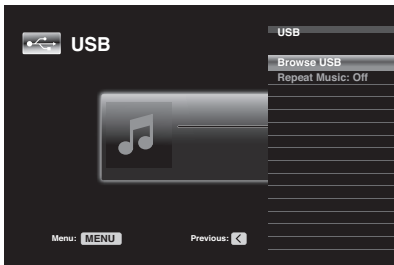 USB
USB
Browse USB
Repeat Music: Off
Menu: MENU
Previous: <